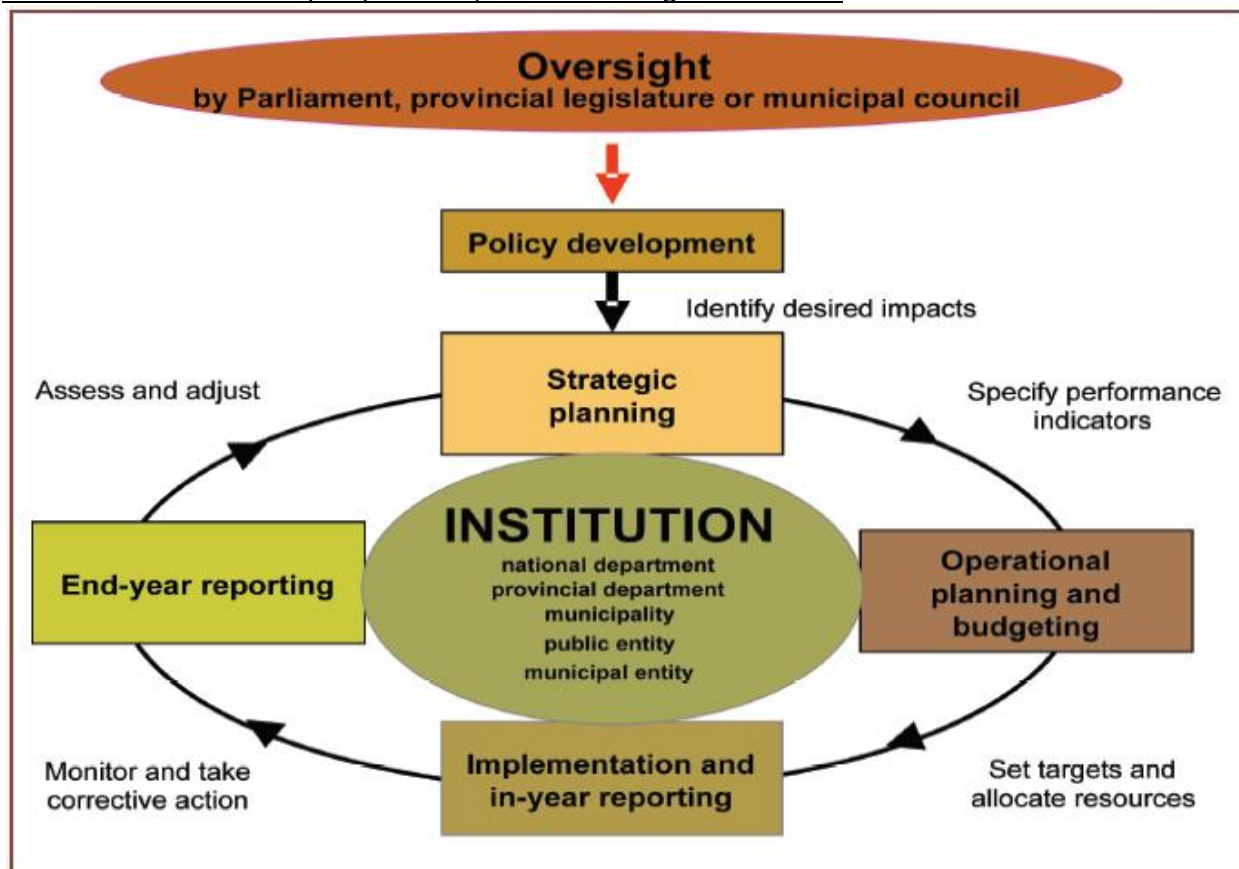 Oversight
by Parliament, provincial legislature or municipal council
Policy development
Identify desired impacts
Strategic
planning
Assess and adjust
Specify performance
indicators
INSTITUTION
national department
provincial department
municipality
public entity
municipal entity
End-year reporting
Operational
planning and
budgeting
Implementation and
in-year reporting
Monitor and take
corrective action
Set targets and
allocate resources